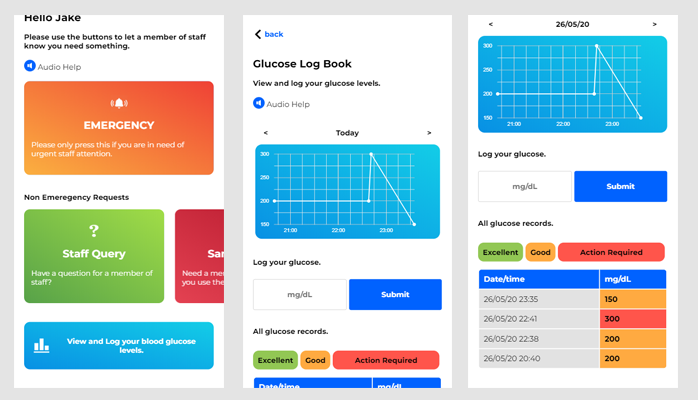 Hello Jake
Please use the buttons to let a member of staff
know you need something.
Audio Help
EMERGENCY
Please only press this if you are in need of
urgent staff attention.
Non Emeregency Requests
?
Staff Query
Have a question for a member of
staff?
Need a me
you use the
View and Log your blood glucose
levels.
< back
Glucose Log Book
View and log your glucose levels.
Audio Help
< Today >
300
250
200
150
21:00 22:00 23:00
Log your glucose.
mg/dL Submit
All glucose records.
Excellent Good Action Required
Date/time mg/dL
< 26/05/20 >
300
250
200
150
21:00 22:00 23:00
Log your glucose.
mg/dL Submit
All glucose records.
Excellent Good Action Required
Date/time mg/dL
26/05/20 23:35 150
26/05/20 22:41 300
26/05/20 22:38 200
26/05/20 20:40 200